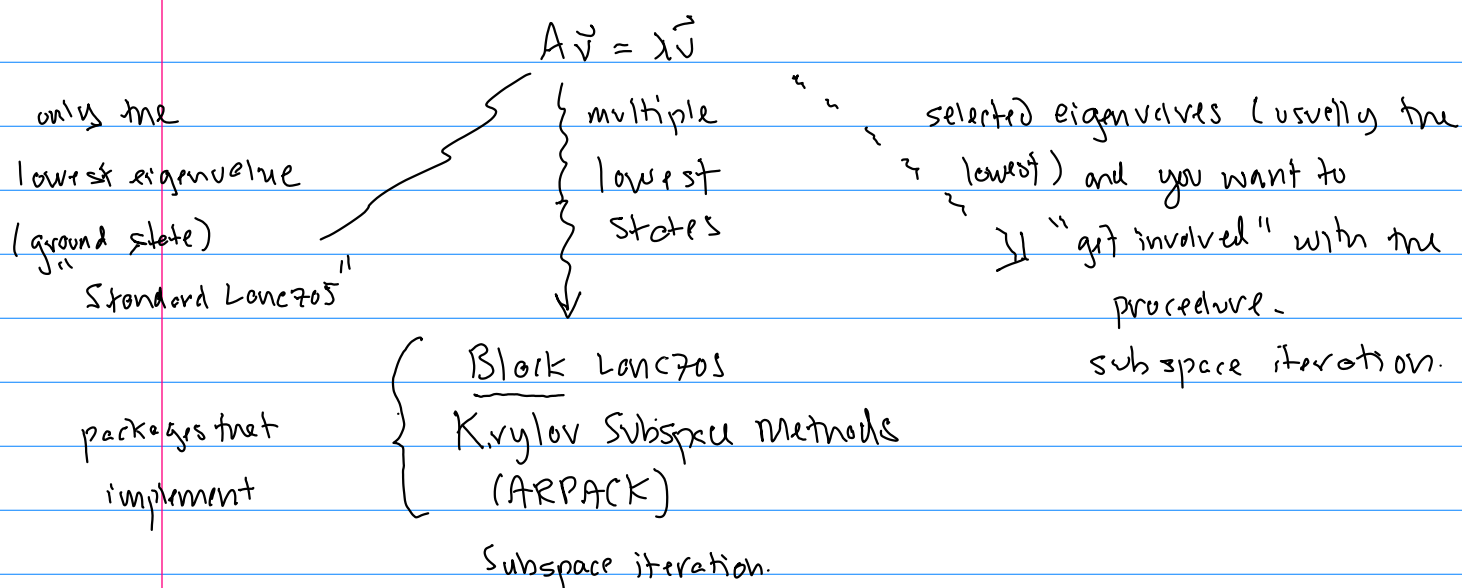 A v⃗ = λ v⃗
only the
lowest eigenvalue
(ground state)
"Standard Lanczos"
multiple
lowest
states
selected eigenvalues (usually the
lowest) and you want to
"get involved" with the
procedure.
subspace iteration.
packages that
implement
Block Lanczos
Krylov Subspace Methods
(ARPACK)
Subspace iteration.